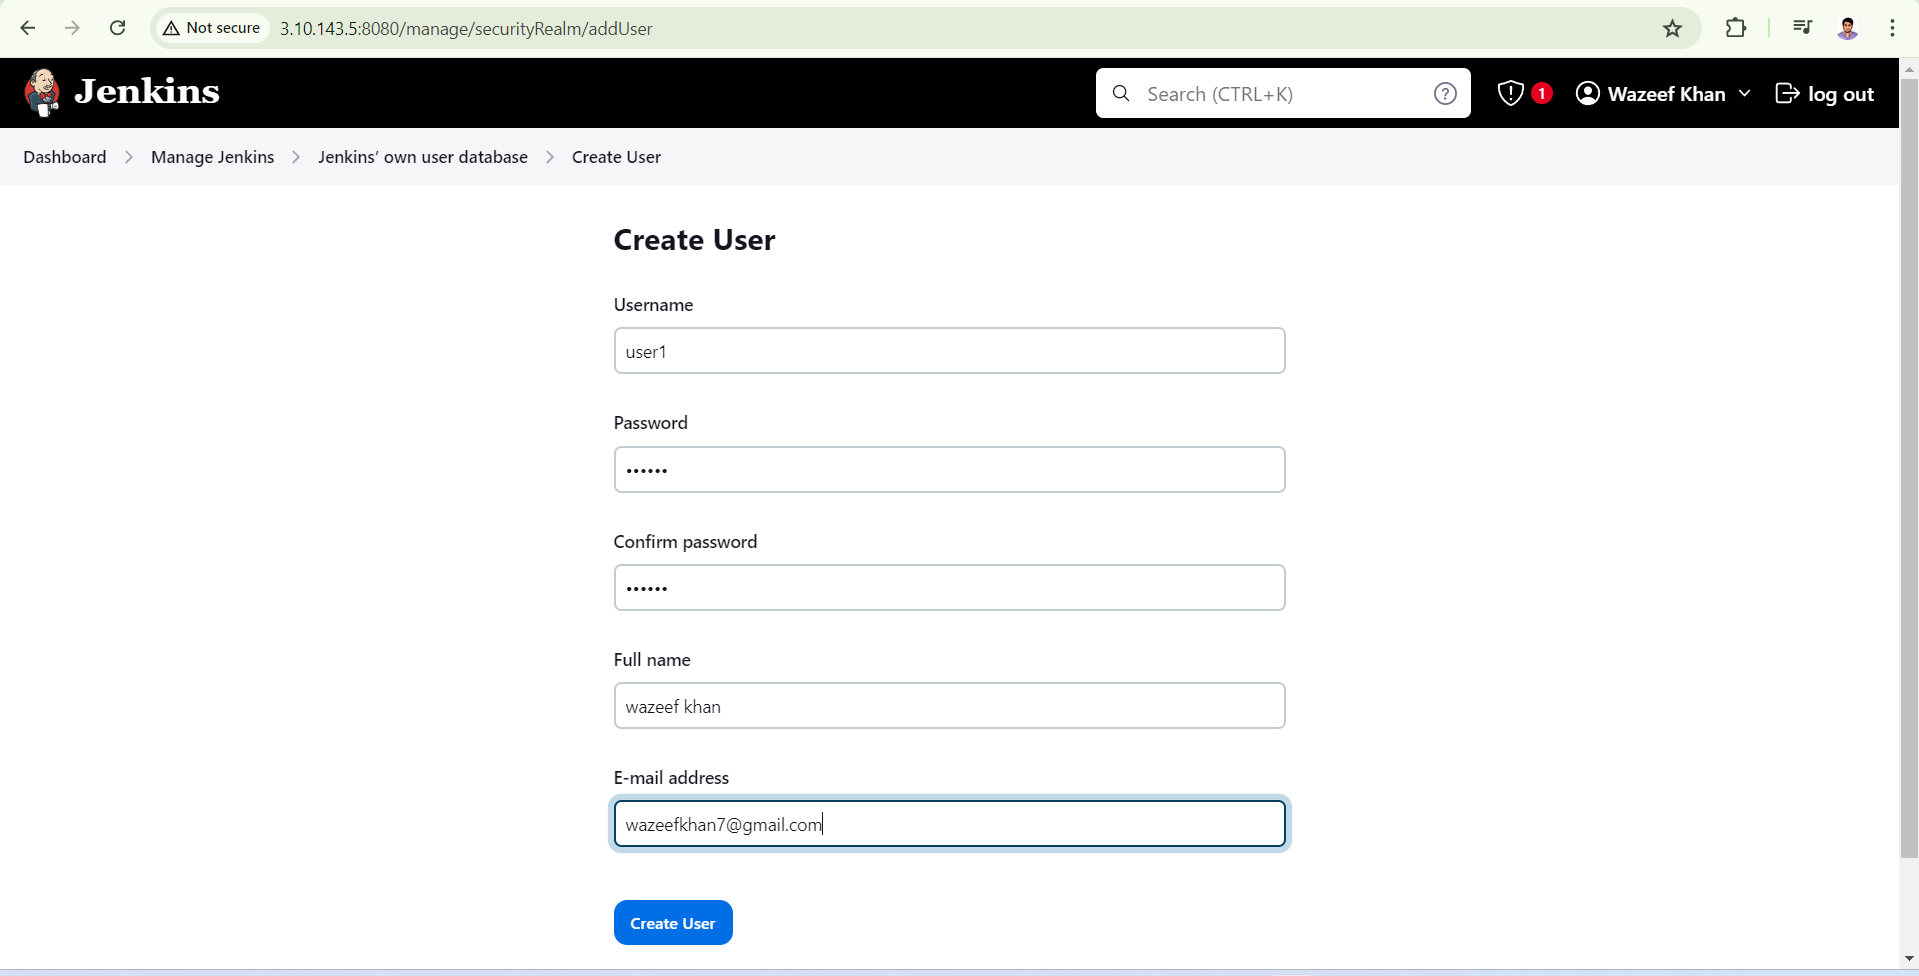 Not secure 3.10.143.5:8080/manage/securityRealm/addUser
Jenkins Search (CTRL+K) ? 1 Wazeef Khan log out
Dashboard > Manage Jenkins > Jenkins’ own user database > Create User
Create User
Username
user1
Password
••••••
Confirm password
••••••
Full name
wazeef khan
E-mail address
wazeefkhan7@gmail.com
Create User